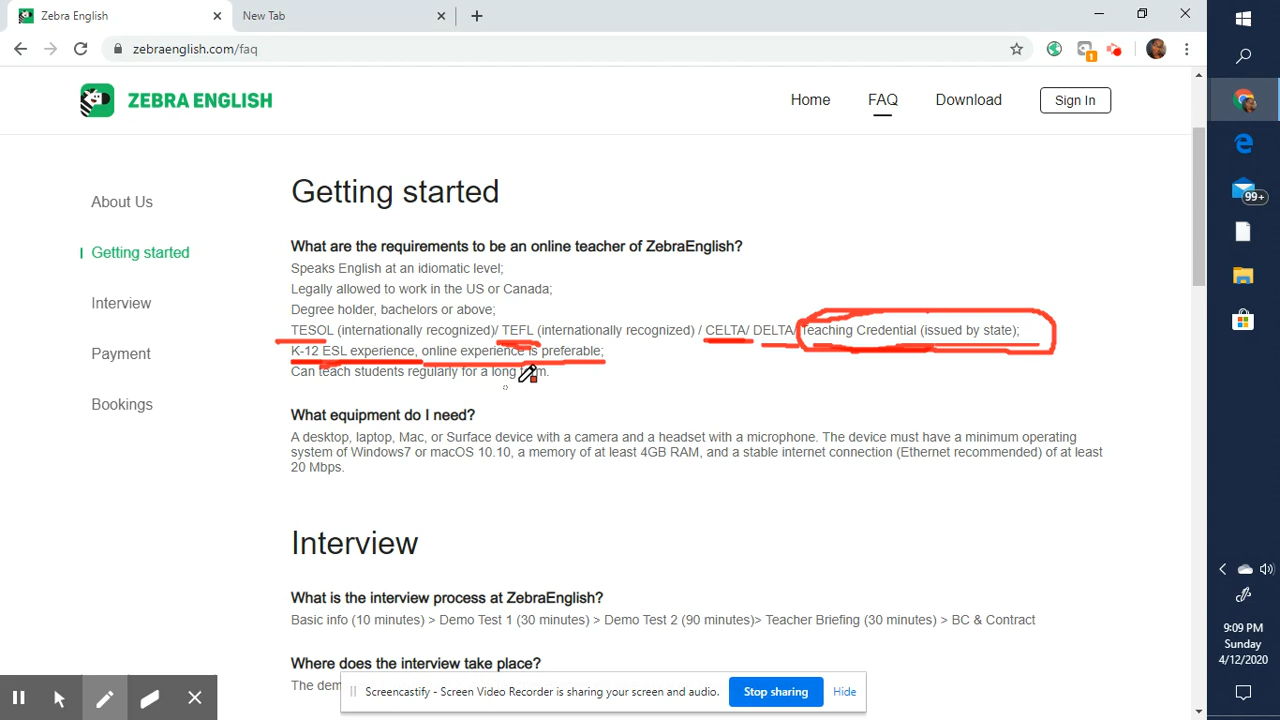 Zebra English
New Tab
zebraenglish.com/faq
1
ZEBRA ENGLISH
Home
FAQ
Download
Sign In
About Us
Getting started
Interview
Payment
Bookings
Getting started
What are the requirements to be an online teacher of ZebraEnglish?
Speaks English at an idiomatic level;
Legally allowed to work in the US or Canada;
Degree holder, bachelors or above;
TESOL (internationally recognized)/ TEFL (internationally recognized) / CELTA/ DELTA/ Teaching Credential (issued by state);
K-12 ESL experience, online experience is preferable;
Can teach students regularly for a long term.
What equipment do I need?
A desktop, laptop, Mac, or Surface device with a camera and a headset with a microphone. The device must have a minimum operating
system of Windows7 or macOS 10.10, a memory of at least 4GB RAM, and a stable internet connection (Ethernet recommended) of at least
20 Mbps.
Interview
What is the interview process at ZebraEnglish?
Basic info (10 minutes) > Demo Test 1 (30 minutes) > Demo Test 2 (90 minutes)> Teacher Briefing (30 minutes) > BC & Contract
Where does the interview take place?
The dem
Screencastify - Screen Video Recorder is sharing your screen and audio.
Stop sharing
Hide
99+
9:09 PM
Sunday
4/12/2020